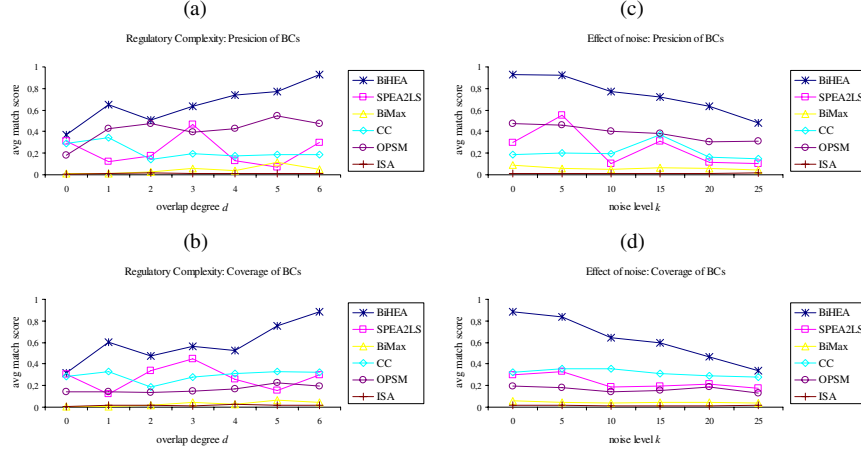 (a)
Regulatory Complexity: Presicion of BCs
avg match score
1
0,8
0,6
0,4
0,2
0
0 1 2 3 4 5 6
overlap degree d
BiHEA
SPEA2LS
BiMax
CC
OPSM
ISA
(c)
Effect of noise: Presicion of BCs
avg match score
1
0,8
0,6
0,4
0,2
0
0 5 10 15 20 25
noise level k
BiHEA
SPEA2LS
BiMax
CC
OPSM
ISA
(b)
Regulatory Complexity: Coverage of BCs
avg match score
1
0,8
0,6
0,4
0,2
0
0 1 2 3 4 5 6
overlap degree d
BiHEA
SPEA2LS
BiMax
CC
OPSM
ISA
(d)
Effect of noise: Coverage of BCs
avg match score
1
0,8
0,6
0,4
0,2
0
0 5 10 15 20 25
noise level k
BiHEA
SPEA2LS
BiMax
CC
OPSM
ISA